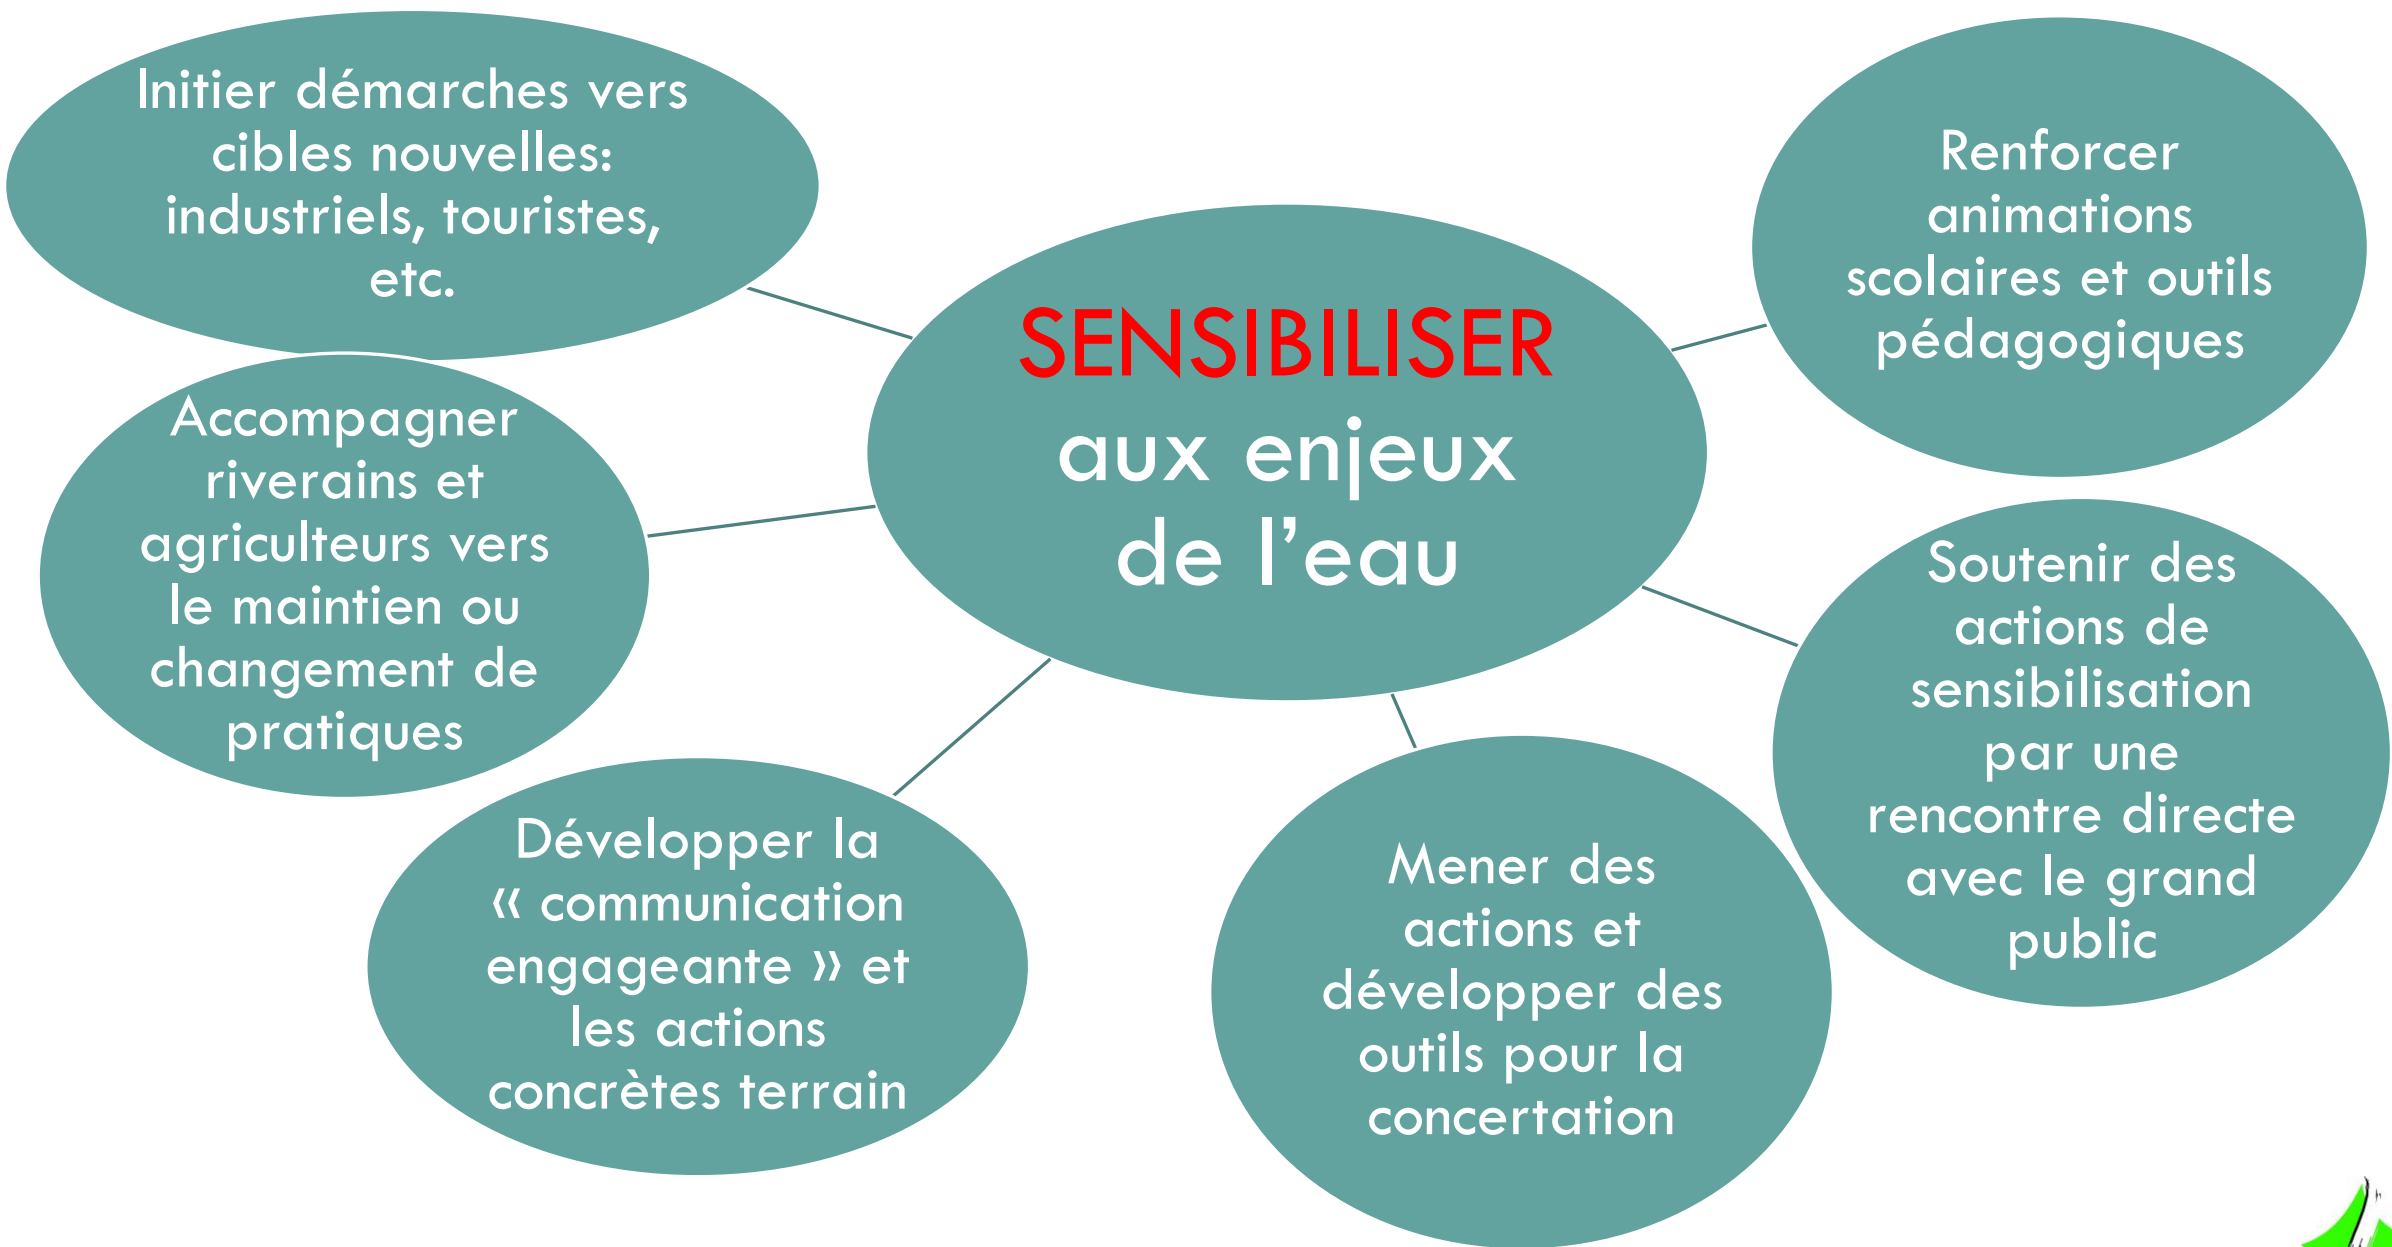 Initier démarches vers
cibles nouvelles:
industriels, touristes,
etc.
Renforcer
animations
scolaires et outils
pédagogiques
SENSIBILISER
aux enjeux
de l’eau
Accompagner
riverains et
agriculteurs vers
le maintien ou
changement de
pratiques
Soutenir des
actions de
sensibilisation
par une
rencontre directe
avec le grand
public
Développer la
« communication
engageante » et
les actions
concrètes terrain
Mener des
actions et
développer des
outils pour la
concertation